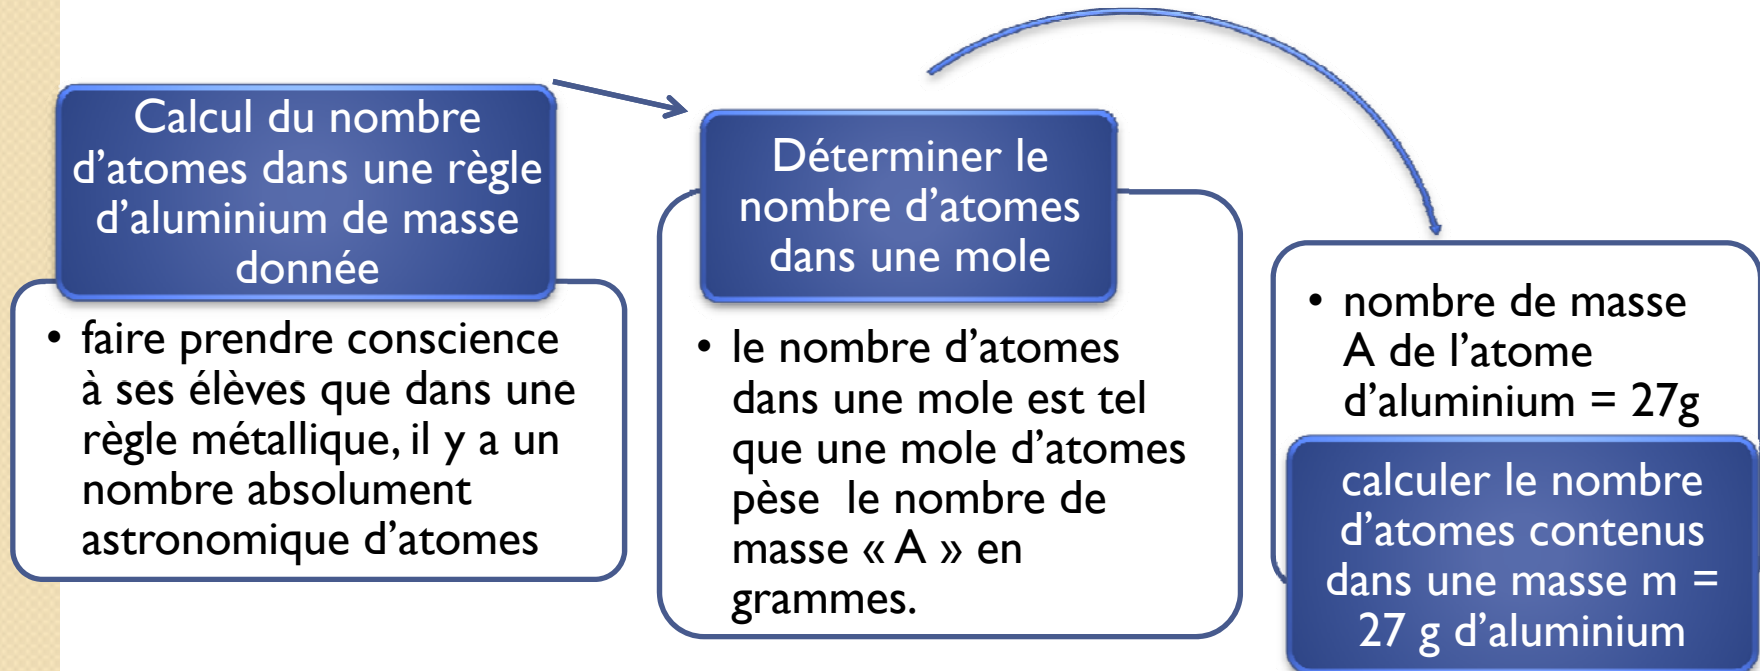 Calcul du nombre
d’atomes dans une règle
d’aluminium de masse
donnée
• faire prendre conscience
à ses élèves que dans une
règle métallique, il y a un
nombre absolument
astronomique d’atomes
Déterminer le
nombre d’atomes
dans une mole
• le nombre d’atomes
dans une mole est tel
que une mole d’atomes
pèse le nombre de
masse « A » en
grammes.
• nombre de masse
A de l’atome
d’aluminium = 27g
calculer le nombre
d’atomes contenus
dans une masse m =
27 g d’aluminium